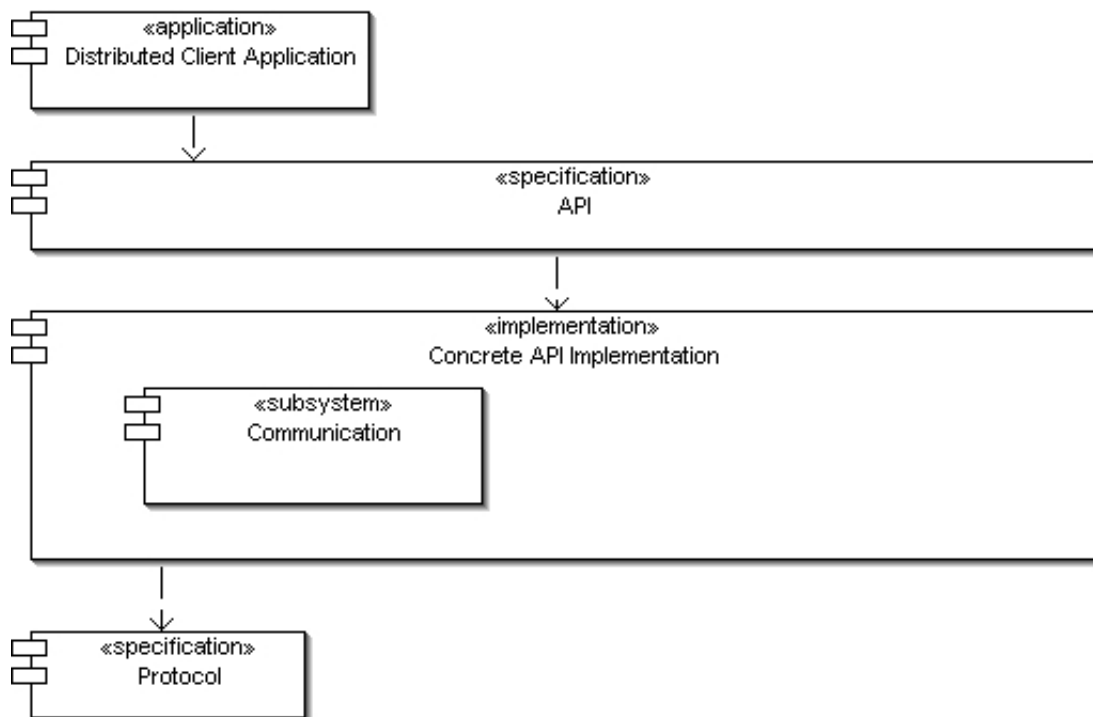 «application»
Distributed Client Application
«specification»
API
«implementation»
Concrete API Implementation
«subsystem»
Communication
«specification»
Protocol